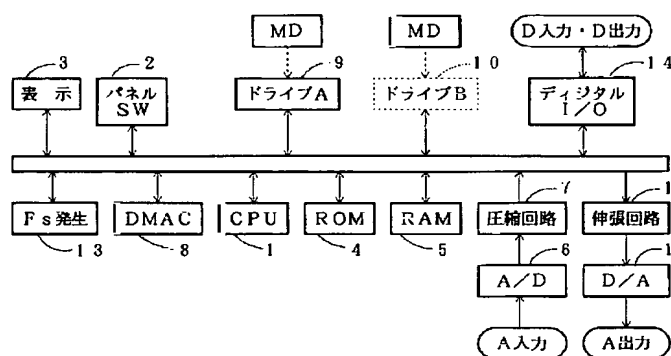 MD
MD
D入力・D出力
3
2
9
10
14
表 示
パネル
SW
ドライブA
ドライブB
ディジタル
I/O
7
1
Fs発生
DMAC
CPU
ROM
RAM
圧縮回路
伸張回路
13
8
1
4
5
6
1
A/D
D/A
A入力
A出力